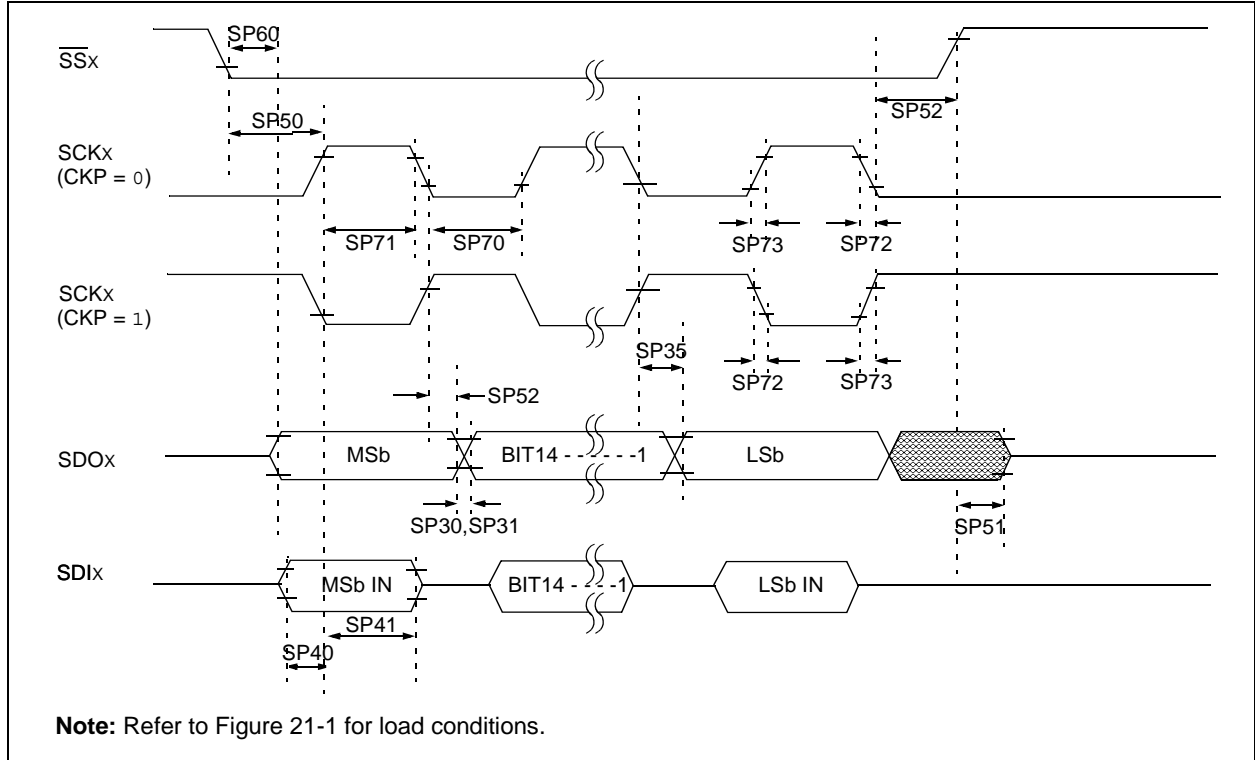 SP60
SSX
SP50
SP52
SCKX
(CKP = 0)
SP71
SP70
SP73
SP72
SCKX
(CKP = 1)
SP35
SP72
SP73
SP52
SDOX
MSb
BIT14 - - - - - -1
LSb
SP30,SP31
SP51
SDIX
MSb IN
BIT14 - - - -1
LSb IN
SP41
SP40
Note: Refer to Figure 21-1 for load conditions.